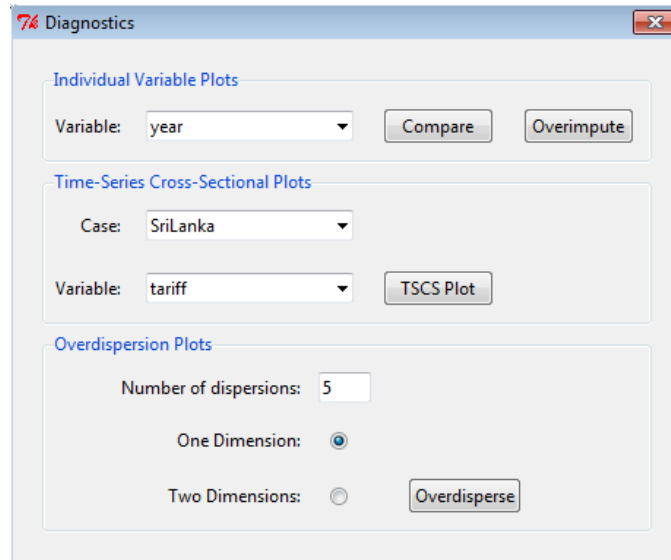 Diagnostics
Individual Variable Plots
Variable: year Compare Overimpute
Time-Series Cross-Sectional Plots
Case: SriLanka
Variable: tariff TSCS Plot
Overdispersion Plots
Number of dispersions: 5
One Dimension:
Two Dimensions: Overdisperse